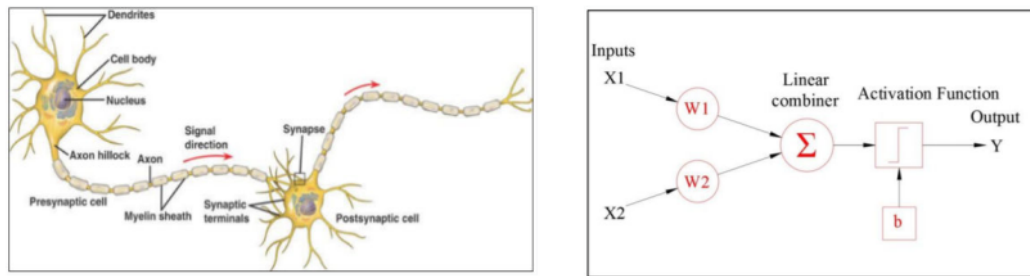 Dendrites
Cell body
Nucleus
Axon hillock
Axon
Signal
direction
Synapse
Presynaptic cell
Myelin sheath
Synaptic
terminals
Postsynaptic cell
Inputs
X1
W1
X2
W2
Linear
combiner
Σ
Activation Function
b
Output
Y